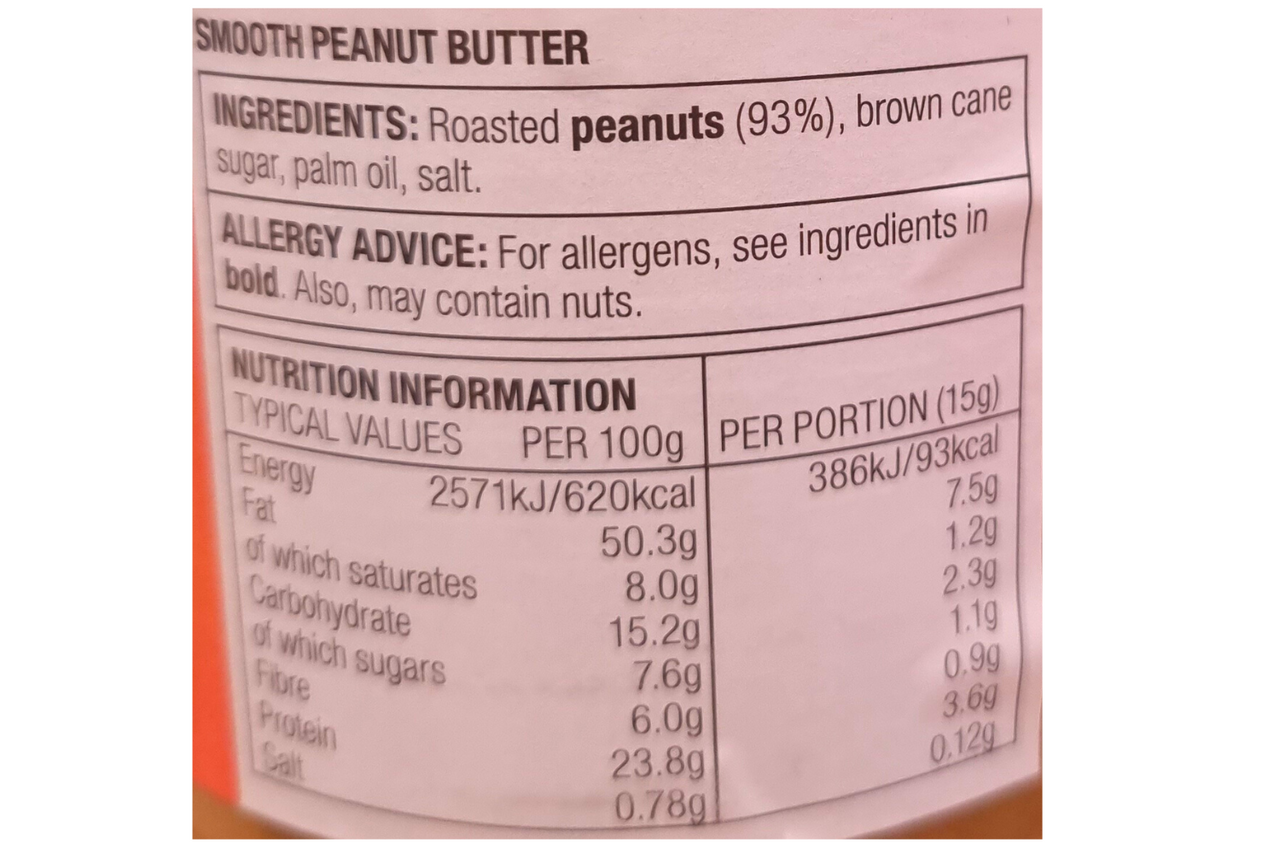 SMOOTH PEANUT BUTTER
INGREDIENTS: Roasted peanuts (93%), brown cane
sugar, palm oil, salt.
ALLERGY ADVICE: For allergens, see ingredients in
bold. Also, may contain nuts.
NUTRITION INFORMATION
TYPICAL VALUES PER 100g PER PORTION (15g)
Energy 2571kJ/620kcal 386kJ/93kcal
Fat 50.3g 7.5g
of which saturates 8.0g 1.2g
Carbohydrate 15.2g 2.3g
of which sugars 7.6g 1.1g
Fibre 6.0g 0.9g
Protein 23.8g 3.6g
Salt 0.78g 0.12g